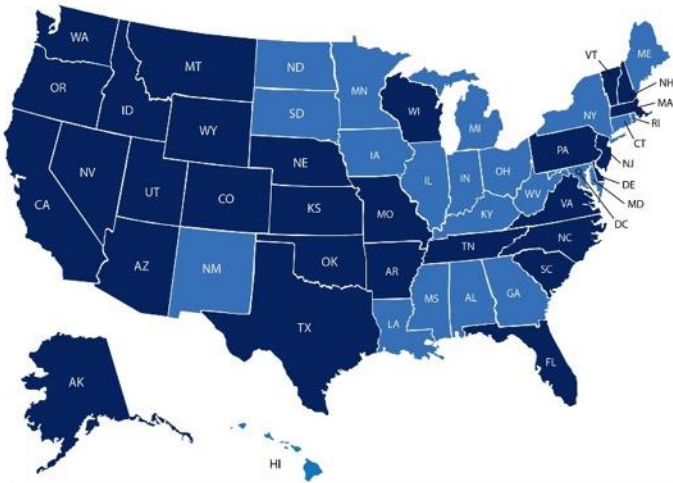 WA
OR
CA
NV
ID
MT
WY
UT
CO
AZ
NM
ND
SD
NE
KS
OK
TX
MN
IA
MO
AR
LA
WI
IL
MI
IN
OH
KY
TN
MS
AL
GA
FL
SC
NC
VA
WV
PA
NY
VT
ME
NH
MA
RI
CT
NJ
DE
MD
DC
AK
HI